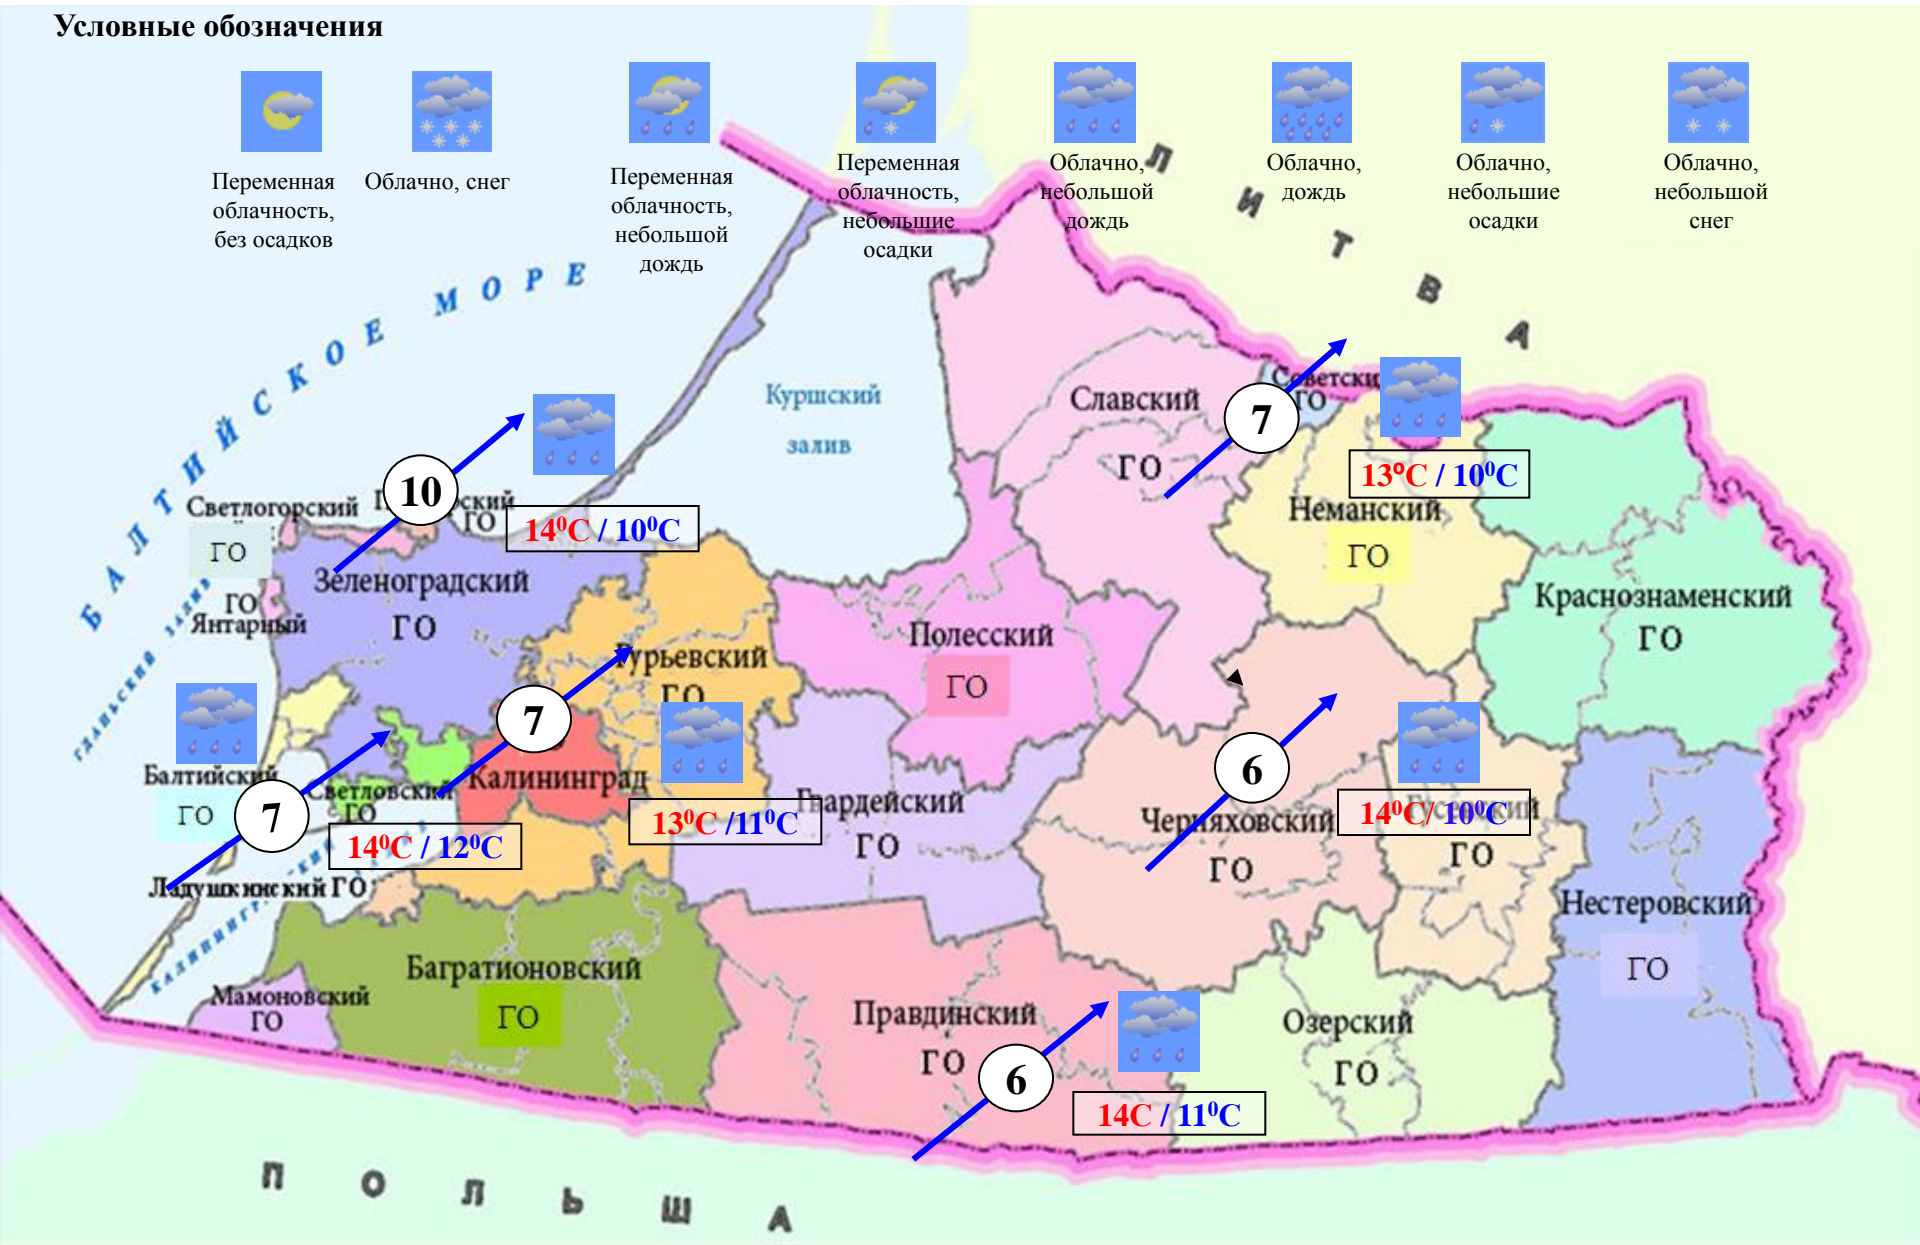 Условные обозначения
Переменная
облачность,
без осадков
Облачно, снег
Переменная
облачность,
небольшой
дождь
Переменная
облачность,
небольшие
осадки
Облачно,
небольшой
дождь
Облачно,
дождь
Облачно,
небольшие
осадки
Облачно,
небольшой
снег
ЛИТВА
БАЛТИЙСКОЕ МОРЕ
Куршский
залив
Славский
ГО
Советский
ГО
7
13⁰С / 10⁰С
Неманский
ГО
10
14⁰С / 10⁰С
Светлогорский
ГО
ГО
Зеленоградский
ГО
ГО
Янтарный
Краснознаменский
ГО
Полесский
ГО
Гурьевский
ГО
7
Калининград
13⁰С /11⁰С
Балтийский
ГО
7
Светловский
ГО
14⁰С / 12⁰С
Гвардейский
ГО
6
Черняховский
ГО
14⁰С/ 10⁰С
ГО
Ладушкинский ГО
Нестеровский
ГО
Багратионовский
ГО
Мамоновский
ГО
Правдинский
ГО
6
14С / 11⁰С
Озерский
ГО
ПОЛЬША